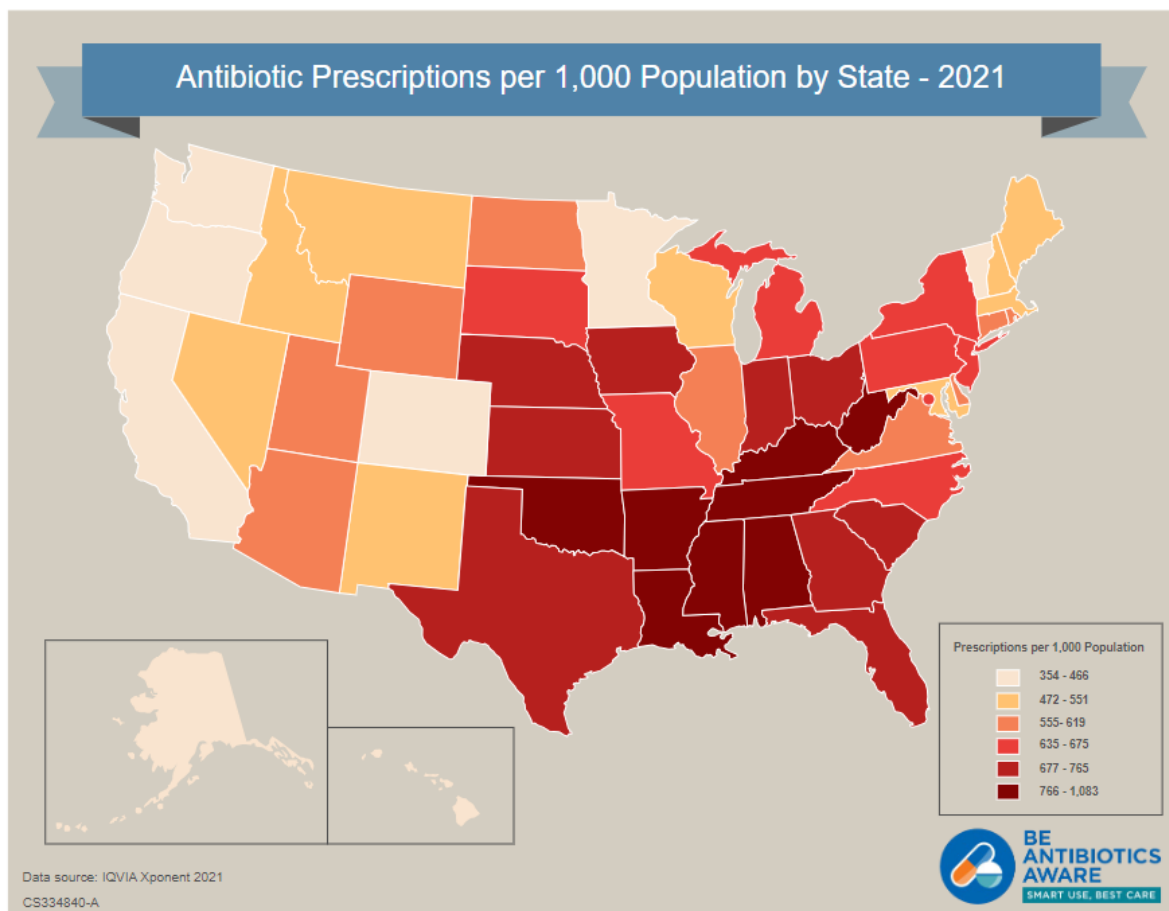 Antibiotic Prescriptions per 1,000 Population by State - 2021
Prescriptions per 1,000 Population
354 - 466
472 - 551
555- 619
635 - 675
677 - 765
766 - 1,083
Data source: IQVIA Xponent 2021
CS334840-A
BE
ANTIBIOTICS
AWARE
SMART USE, BEST CARE